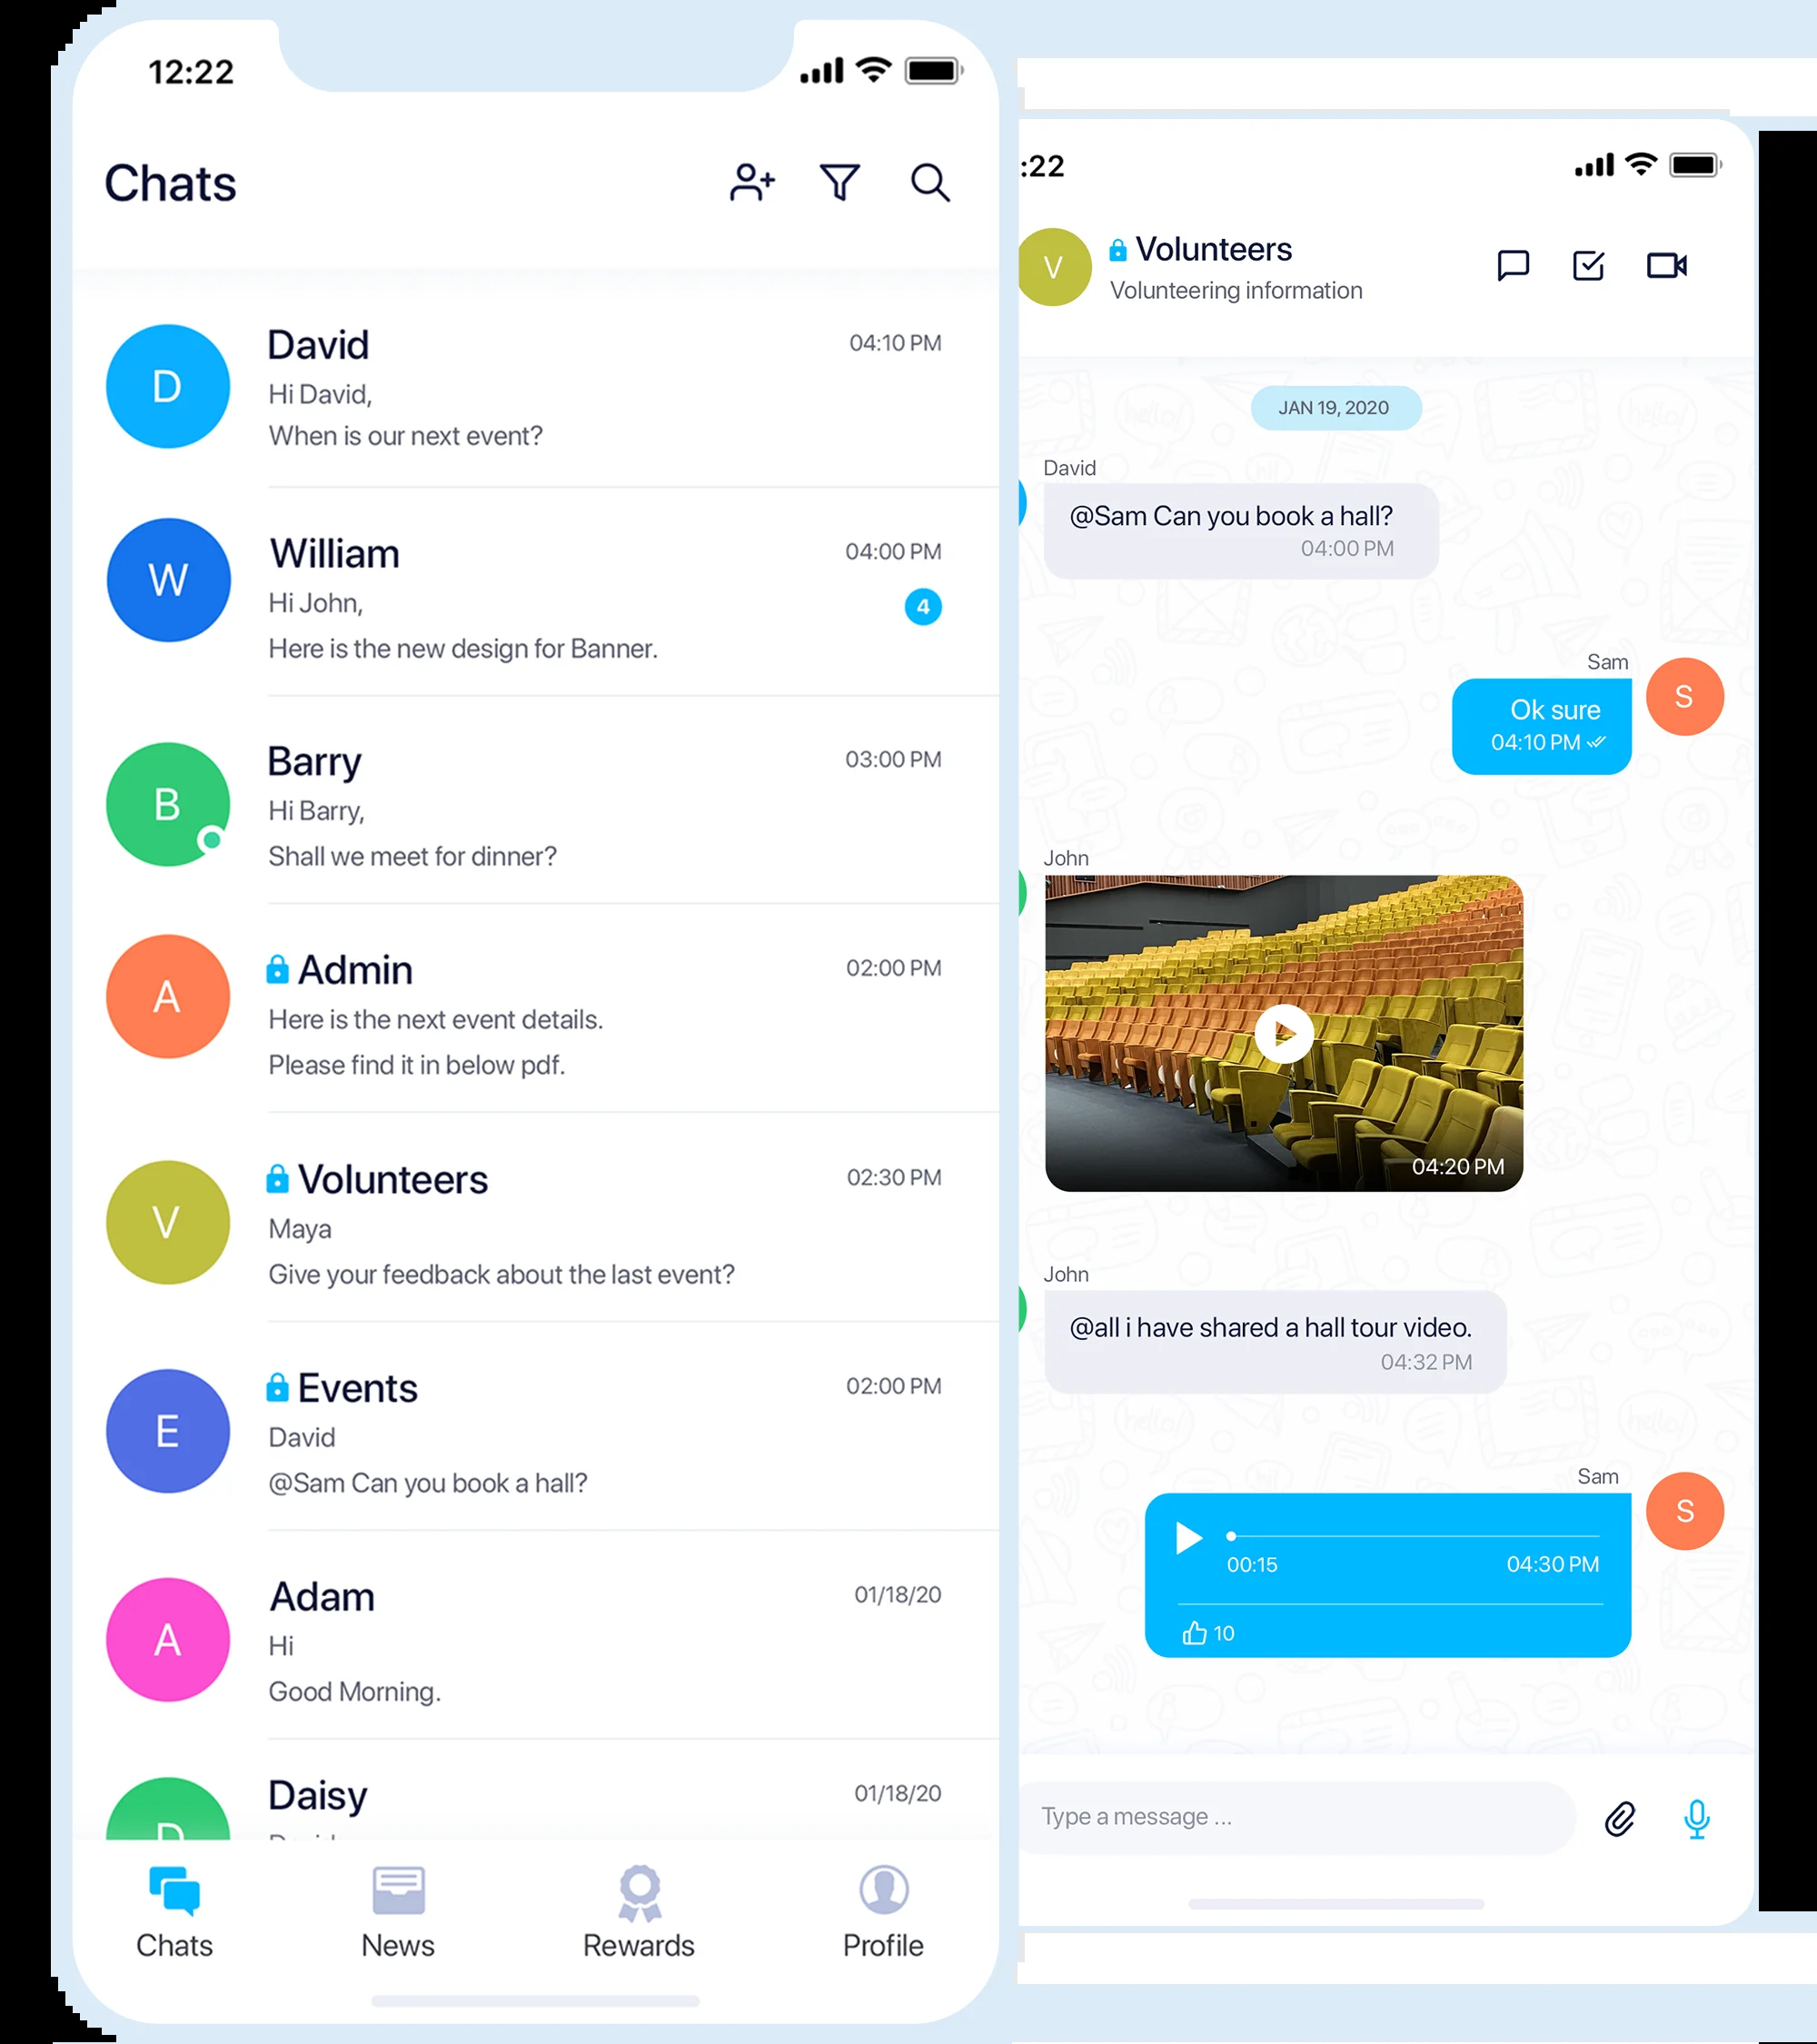 12:22
Chats
D
David
04:10 PM
Hi David,
When is our next event?
W
William
04:00 PM
Hi John,
4
Here is the new design for Banner.
B
Barry
03:00 PM
Hi Barry,
Shall we meet for dinner?
A
Admin
02:00 PM
Here is the next event details.
Please find it in below pdf.
V
Volunteers
02:30 PM
Maya
Give your feedback about the last event?
E
Events
02:00 PM
David
@Sam Can you book a hall?
A
Adam
01/18/20
Hi
Good Morning.
D
Daisy
01/18/20
Chats
News
Rewards
Profile
:22
V
Volunteers
Volunteering information
JAN 19, 2020
David
@Sam Can you book a hall?
04:00 PM
Sam
S
Ok sure
04:10 PM
John
04:20 PM
John
@all i have shared a hall tour video.
04:32 PM
Sam
S
00:15
04:30 PM
10
Type a message ...